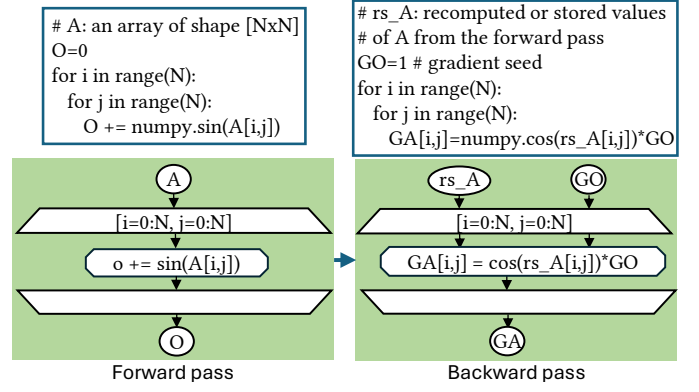 # A: an array of shape [NxN]
O=0
for i in range(N):
for j in range(N):
O += numpy.sin(A[i,j])
# rs_A: recomputed or stored values
# of A from the forward pass
GO=1 # gradient seed
for i in range(N):
for j in range(N):
GA[i,j]=numpy.cos(rs_A[i,j])*GO
A
[i=0:N, j=0:N]
o += sin(A[i,j])
O
Forward pass
rs_A
GO
[i=0:N, j=0:N]
GA[i,j] = cos(rs_A[i,j])*GO
GA
Backward pass